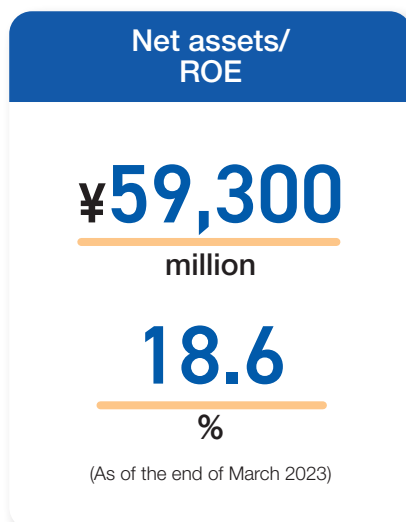 Net assets/
ROE
¥59,300
million
18.6
%
(As of the end of March 2023)